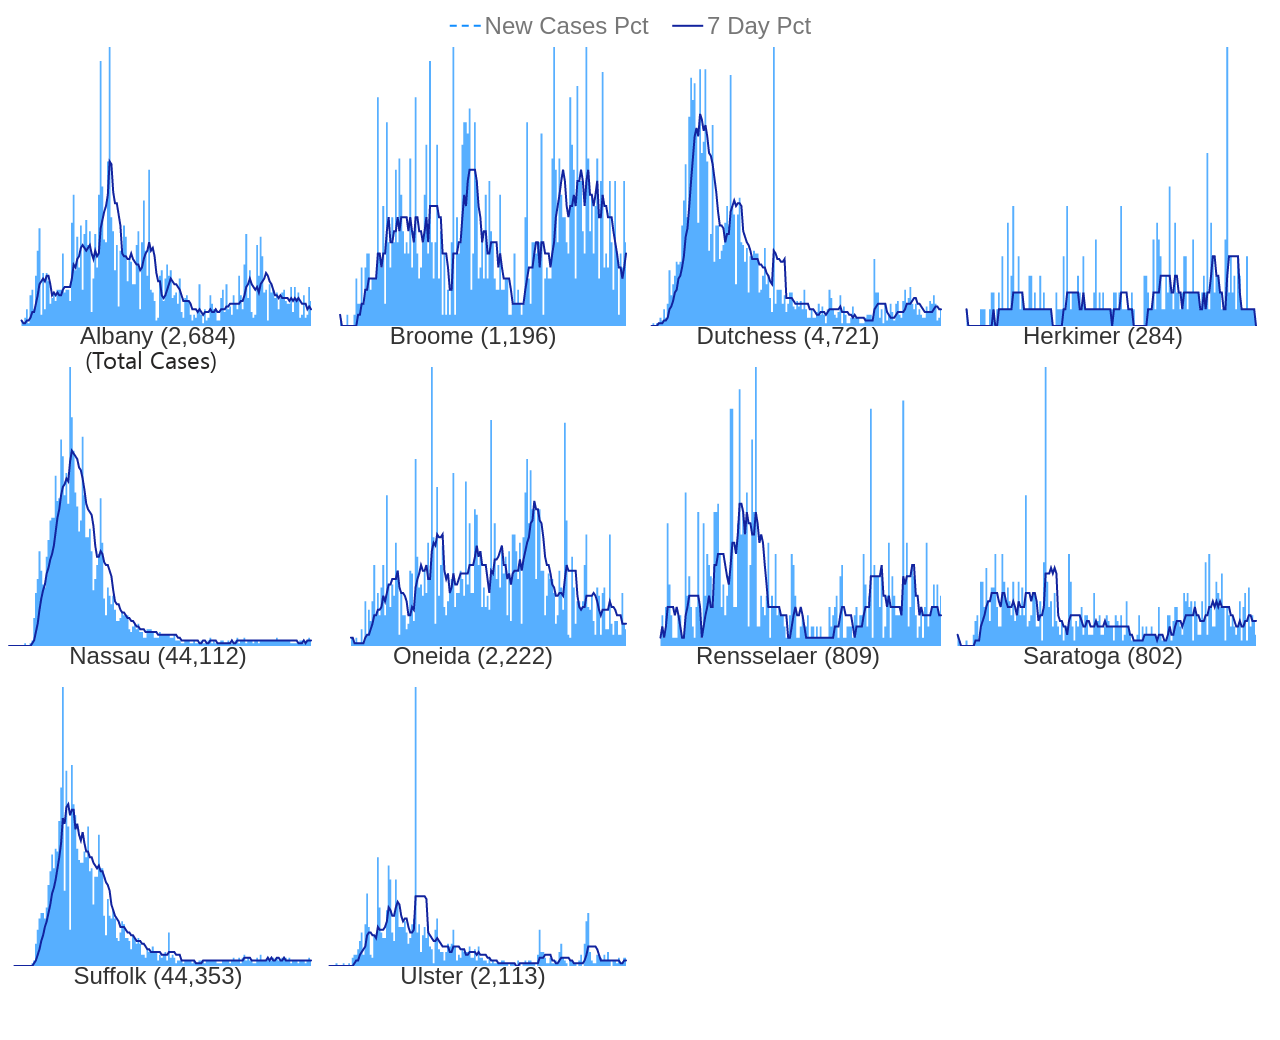 New Cases Pct 7 Day Pct
Albany (2,684)
(Total Cases)
Broome (1,196)
Dutchess (4,721)
Herkimer (284)
Nassau (44,112)
Oneida (2,222)
Rensselaer (809)
Saratoga (802)
Suffolk (44,353)
Ulster (2,113)